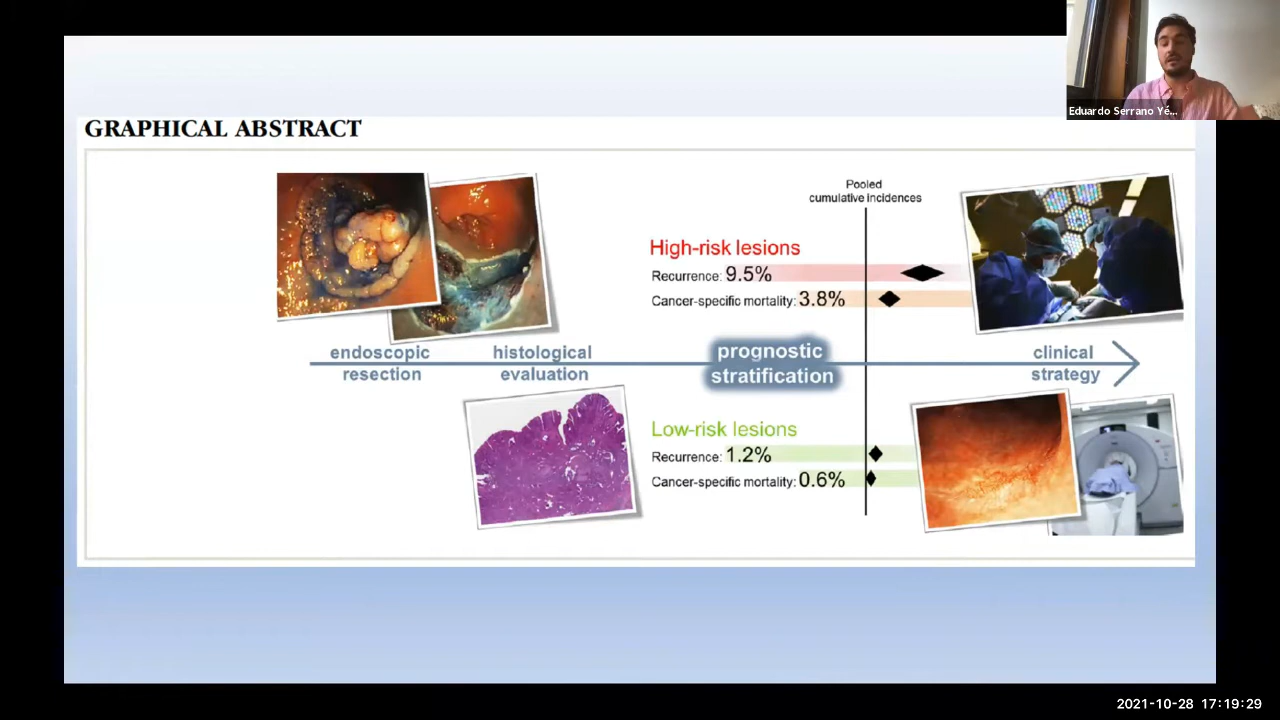 Eduardo Serrano Yé...
GRAPHICAL ABSTRACT
Pooled
cumulative incidences
High-risk lesions
Recurrence: 9.5%
Cancer-specific mortality: 3.8%
endoscopic
resection
histological
evaluation
prognostic
stratification
clinical
strategy
Low-risk lesions
Recurrence: 1.2%
Cancer-specific mortality: 0.6%
2021-10-28 17:19:29